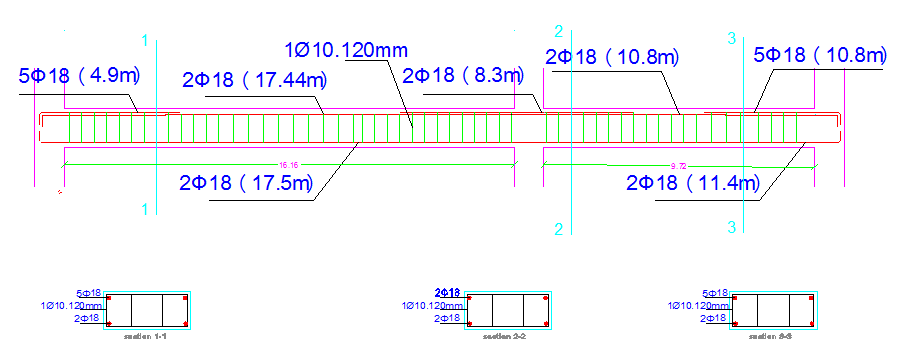 1
2
3
1Ø10.120mm
5Φ18 ( 4.9m)
2Φ18 ( 17.44m)
2Φ18 ( 8.3m)
2Φ18 ( 10.8m)
5Φ18 ( 10.8m)
16.16
9.72
2Φ18 ( 17.5m)
2Φ18 ( 11.4m)
1
2
3
5Φ18
1Ø10.120mm
2Φ18
section 1-1
1Ø10.120mm
2Φ18
section 2-2
5Φ18
1Ø10.120mm
2Φ18
section 3-3